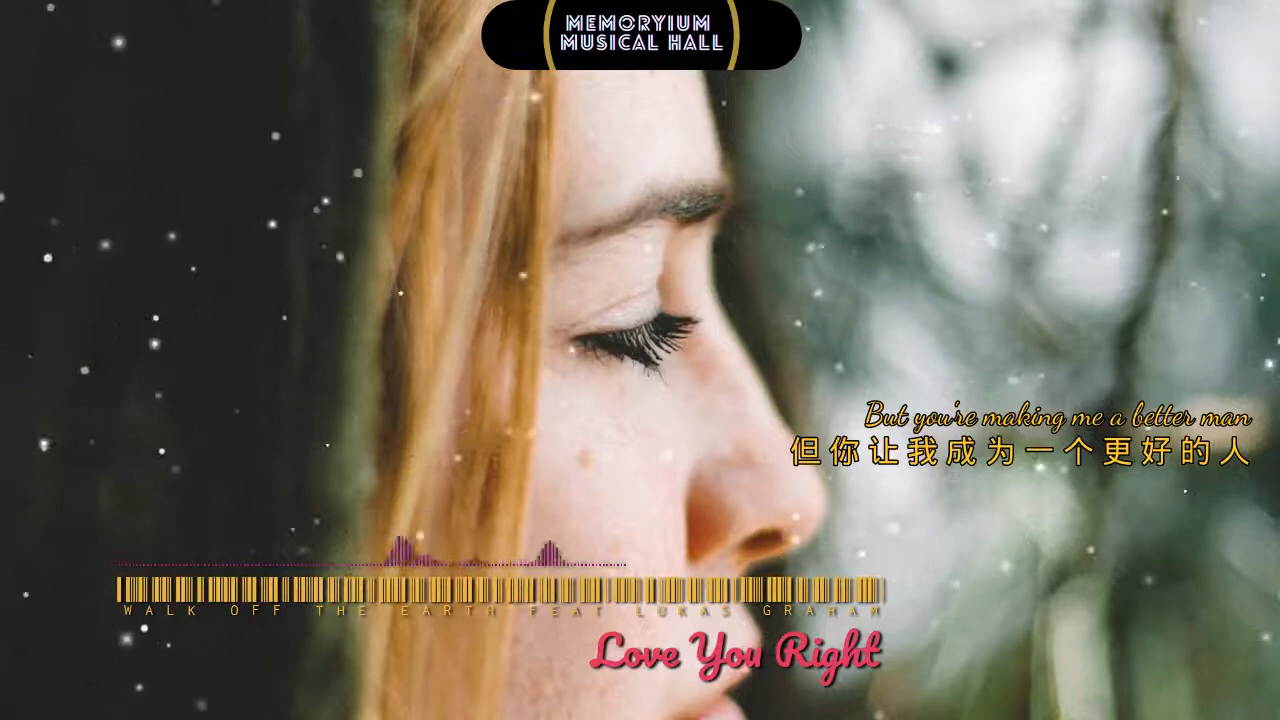 MEMORYIUM
MUSICAL HALL
But you're making me a better man
但你让我成为一个更好的人
WALK OFF THE EARTH FEAT LUKAS GRAHAM
Love You Right